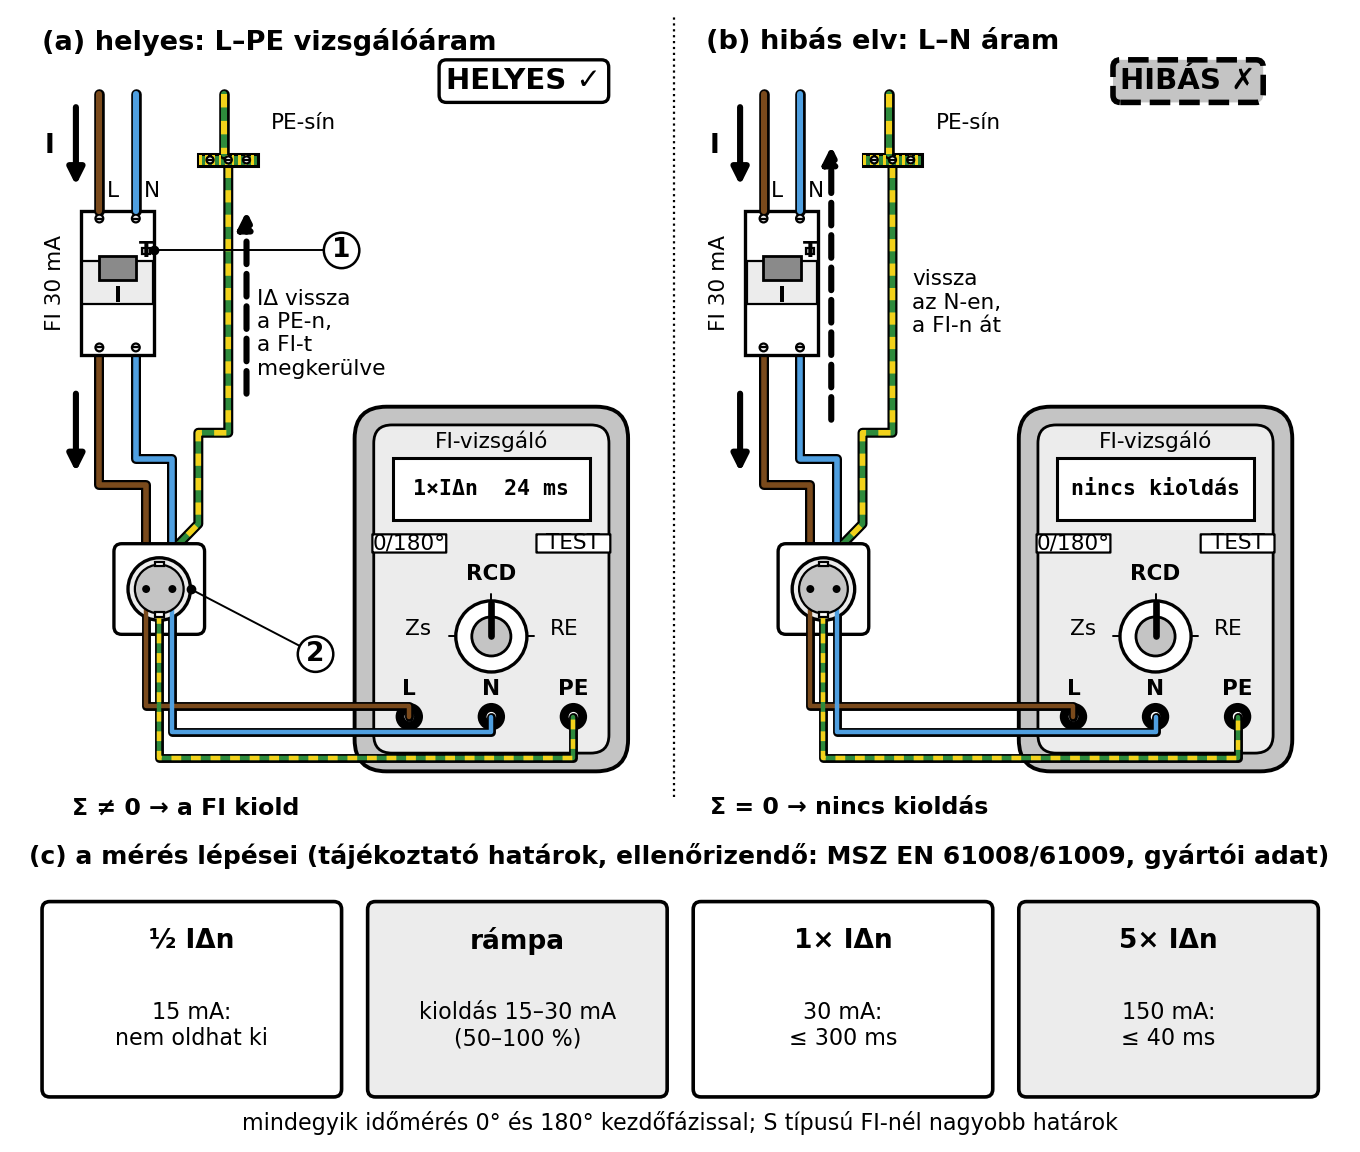 (a) helyes: L–PE vizsgálóáram
HELYES ✓
I
PE-sín
L
N
T
FI 30 mA
I
1
IΔ vissza
a PE-n,
a FI-t
megkerülve
FI-vizsgáló
1×IΔn  24 ms
0/180°
TEST
RCD
Zs
RE
2
L
N
PE
Σ ≠ 0 → a FI kiold
(b) hibás elv: L–N áram
HIBÁS ✗
I
PE-sín
L
N
T
FI 30 mA
I
vissza
az N-en,
a FI-n át
FI-vizsgáló
nincs kioldás
0/180°
TEST
RCD
Zs
RE
L
N
PE
Σ = 0 → nincs kioldás
(c) a mérés lépései (tájékoztató határok, ellenőrizendő: MSZ EN 61008/61009, gyártói adat)
½ IΔn
15 mA:
nem oldhat ki
rámpa
kioldás 15–30 mA
(50–100 %)
1× IΔn
30 mA:
≤ 300 ms
5× IΔn
150 mA:
≤ 40 ms
mindegyik időmérés 0° és 180° kezdőfázissal; S típusú FI-nél nagyobb határok